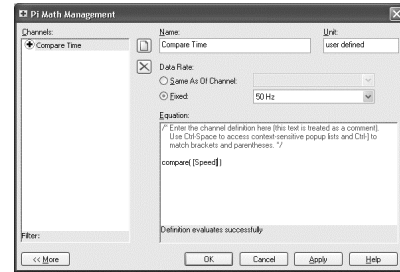 Pi Math Management
Channels:
Compare Time
Filter:
<< More
Name:
Compare Time
Unit:
user defined
Data Rate:
Same As Of Channel:
Fixed:
50 Hz
Equation:
/* Enter the channel definition here (this text is treated as a comment).
Use Ctrl-Space to access context-sensitive popup lists and Ctrl-] to
match brackets and parentheses. */
compare( [Speed] )
Definition evaluates successfully
OK
Cancel
Apply
Help